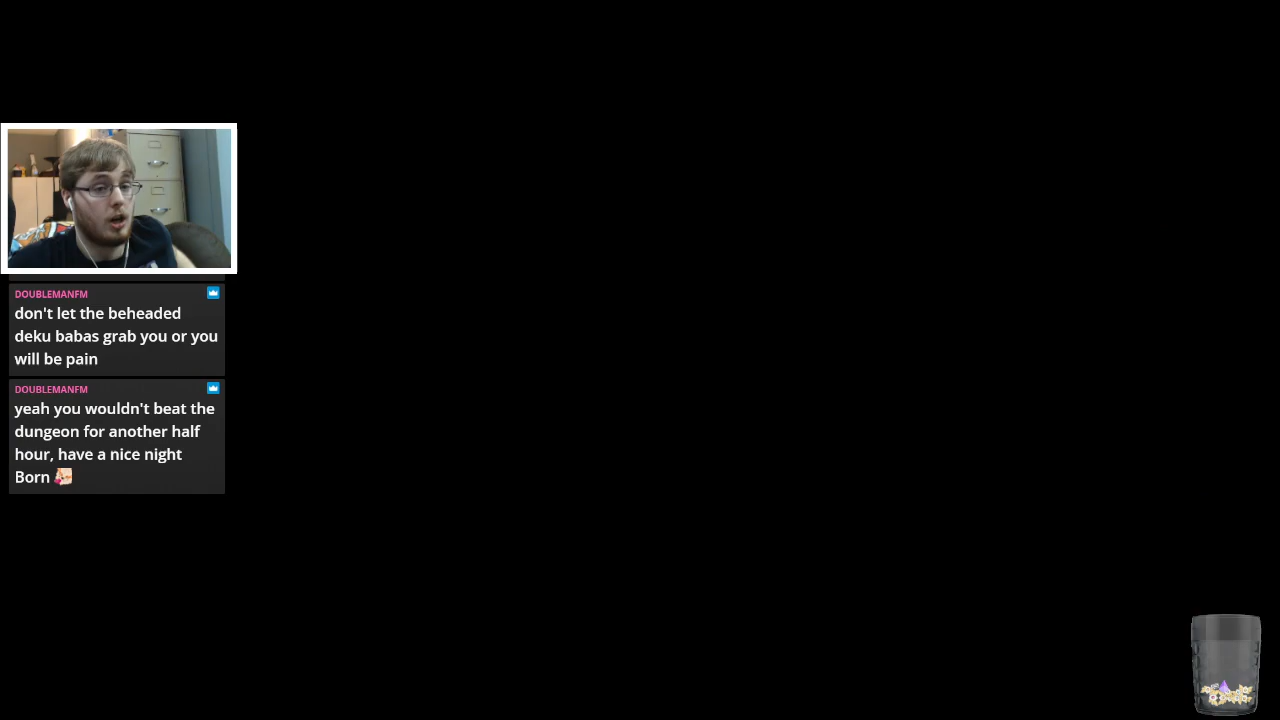 DOUBLEMANFM
don't let the beheaded
deku babas grab you or you
will be pain
DOUBLEMANFM
yeah you wouldn't beat the
dungeon for another half
hour, have a nice night
Born